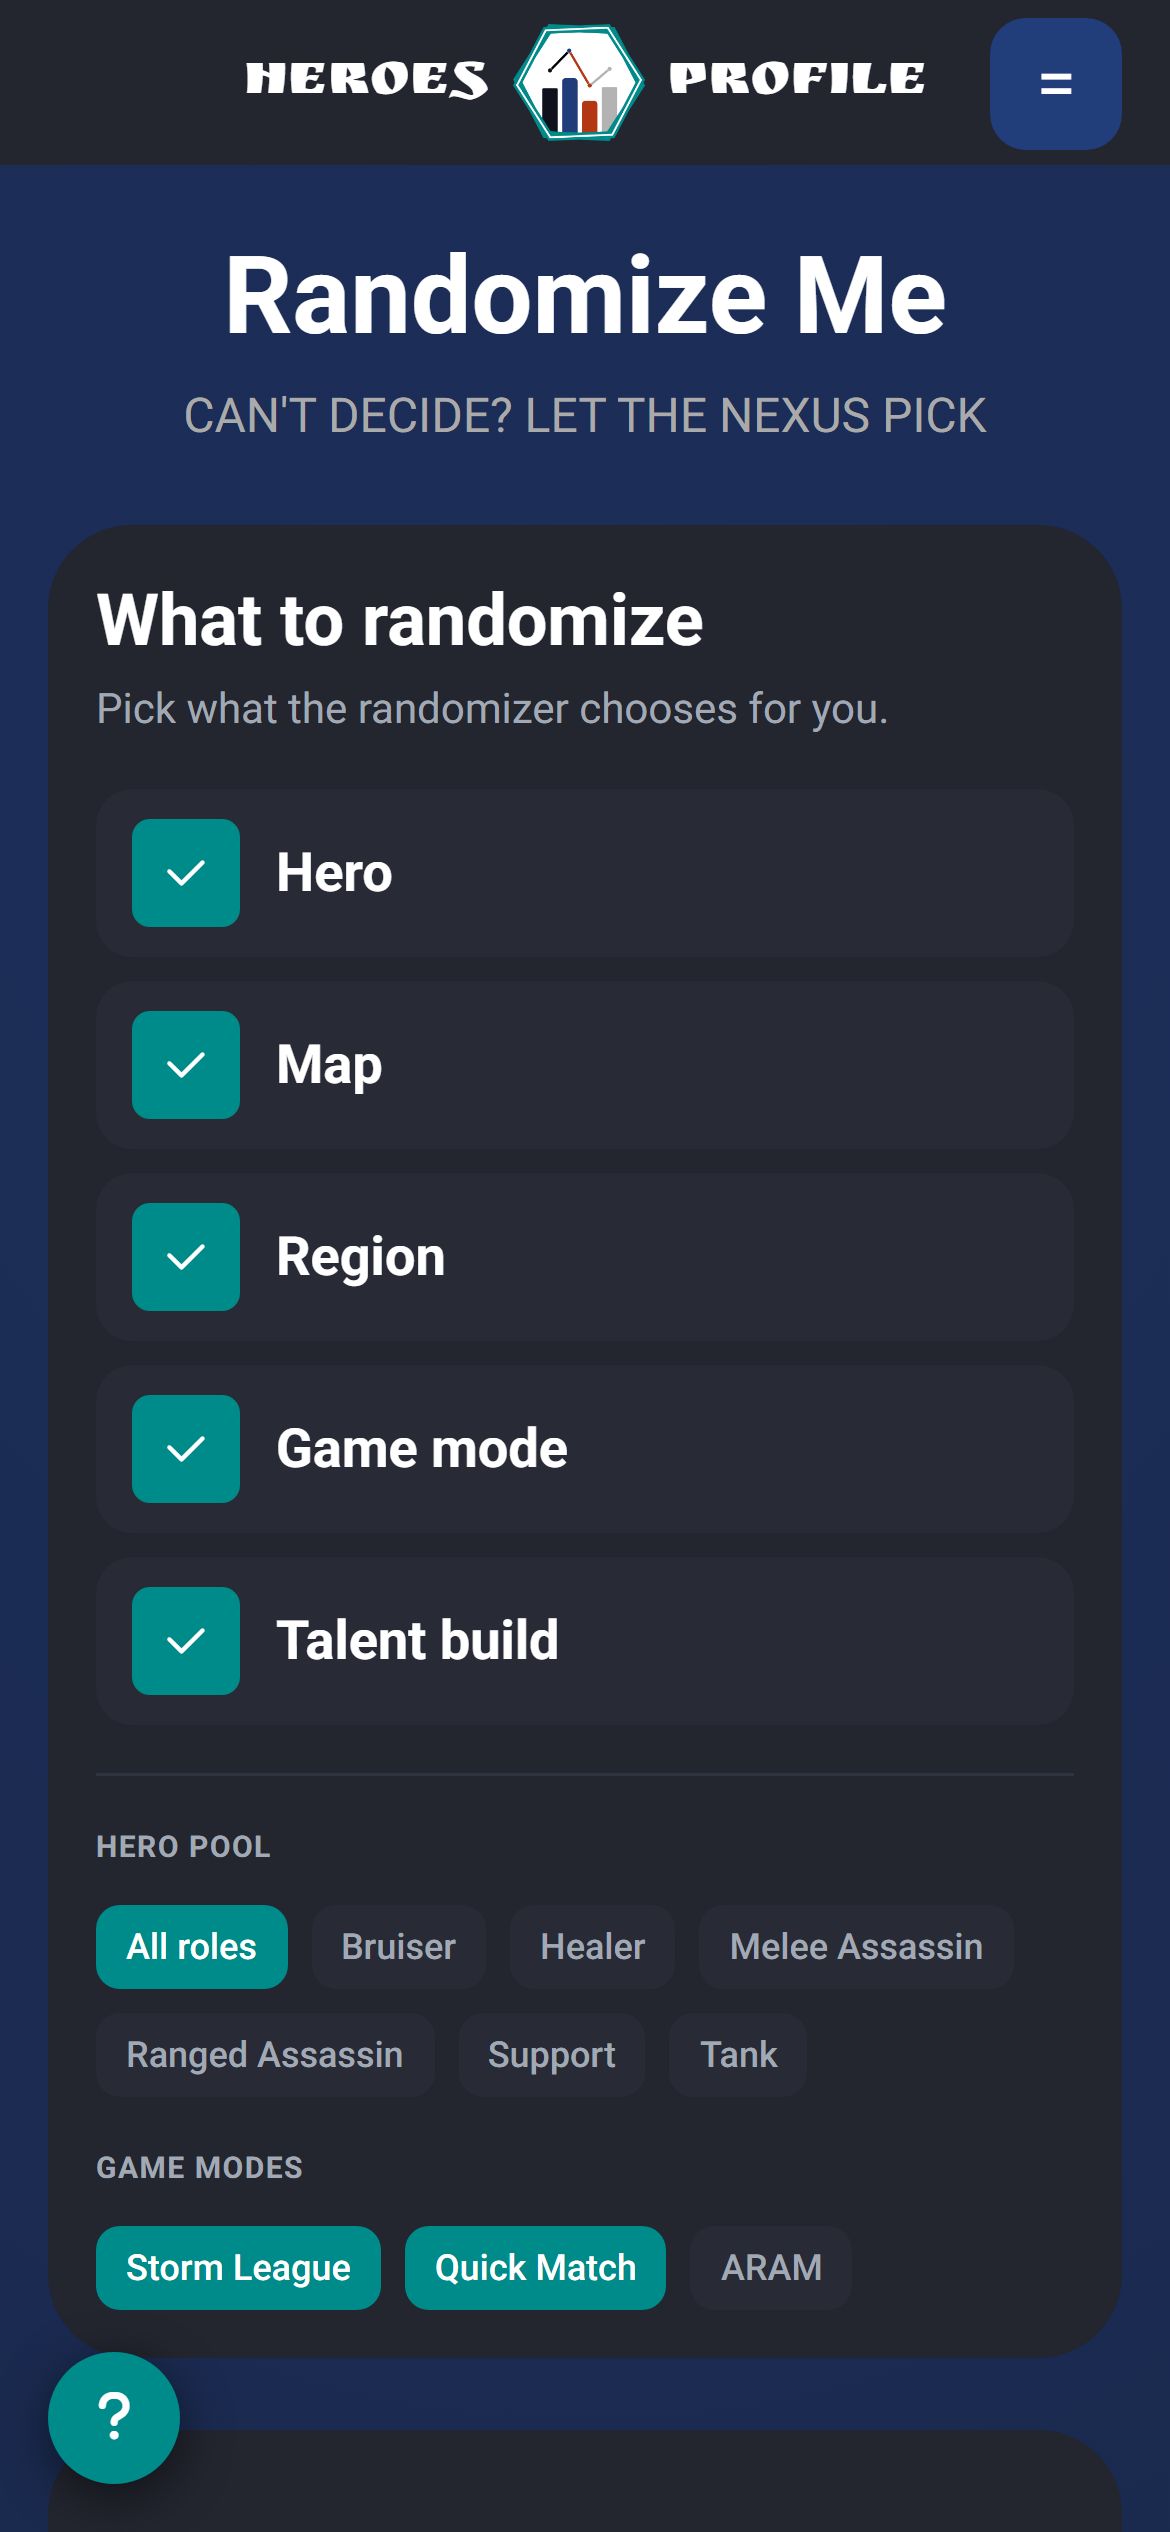 HEROES PROFILE
=
Randomize Me
CAN'T DECIDE? LET THE NEXUS PICK
What to randomize
Pick what the randomizer chooses for you.
Hero
Map
Region
Game mode
Talent build
HERO POOL
All roles Bruiser Healer Melee Assassin
Ranged Assassin Support Tank
GAME MODES
Storm League Quick Match ARAM
?